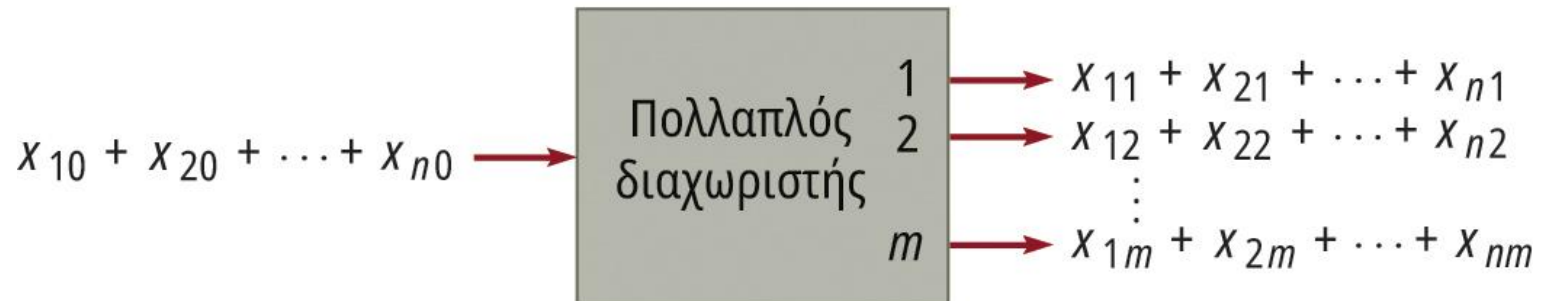 x10 + x20 + ...+ xn0
Πολλαπλός
διαχωριστής
1
2
m
x11 + x21 + ...+ xn1
x12 + x22 + ...+ xn2
⋮
x1m + x2m + ...+ xnm